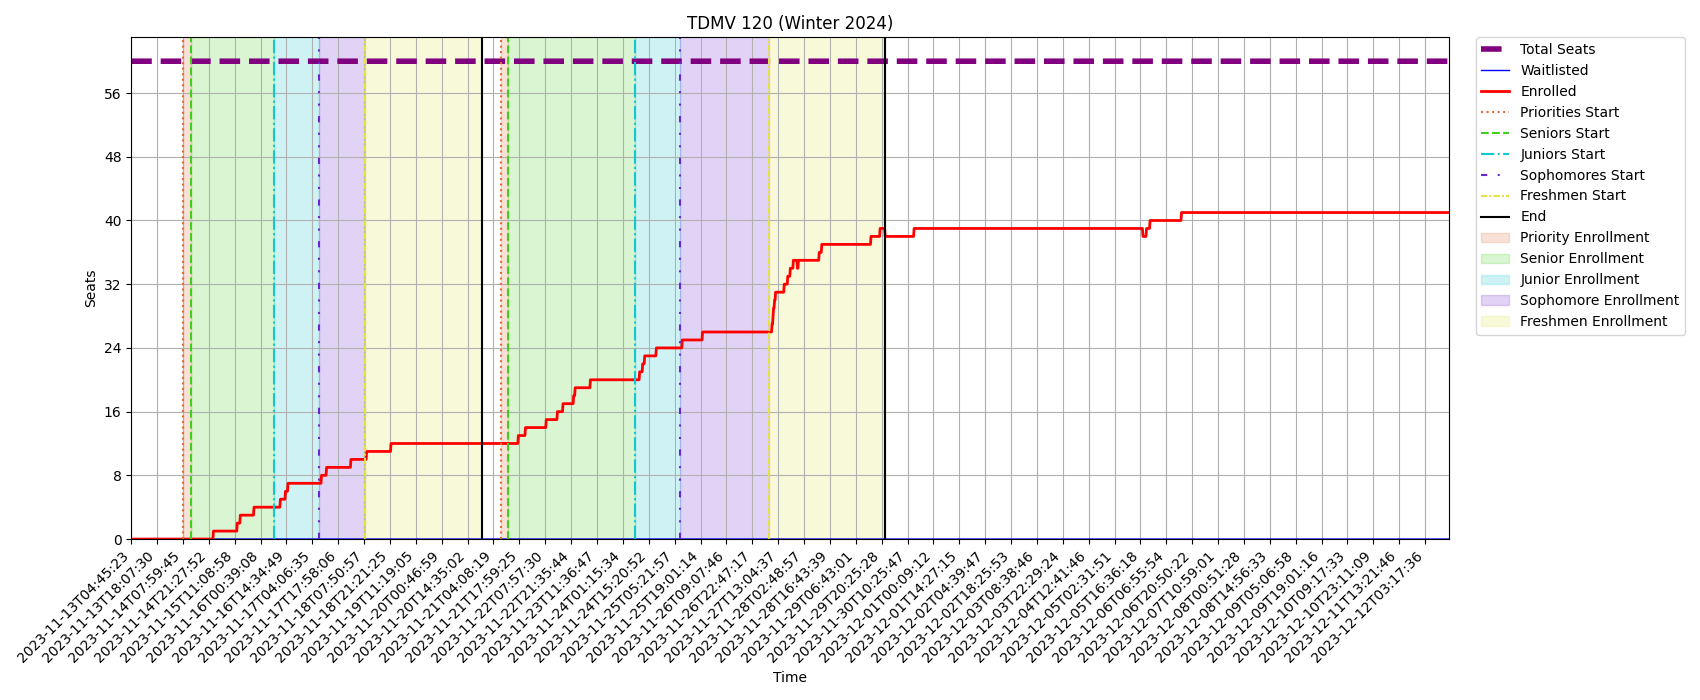 TDMV 120 (Winter 2024)
Seats
56
48
40
32
24
16
8
0
2023-11-13T04:45:23
2023-11-13T18:07:30
2023-11-14T07:59:45
2023-11-14T21:27:52
2023-11-15T11:08:58
2023-11-16T00:39:08
2023-11-16T14:34:49
2023-11-17T04:06:35
2023-11-17T17:58:06
2023-11-18T07:50:57
2023-11-18T21:21:25
2023-11-19T11:19:05
2023-11-20T00:46:59
2023-11-20T14:35:02
2023-11-21T04:08:19
2023-11-21T17:59:25
2023-11-22T07:57:30
2023-11-22T21:35:44
2023-11-23T11:36:47
2023-11-24T01:15:34
2023-11-24T15:20:52
2023-11-25T05:21:57
2023-11-25T19:01:14
2023-11-26T09:07:46
2023-11-26T22:47:17
2023-11-27T13:04:37
2023-11-28T02:48:57
2023-11-28T16:43:39
2023-11-29T06:43:01
2023-11-29T20:25:28
2023-11-30T10:25:47
2023-12-01T00:09:12
2023-12-01T14:27:15
2023-12-02T04:39:47
2023-12-02T18:25:53
2023-12-03T08:38:46
2023-12-03T22:29:24
2023-12-04T12:41:46
2023-12-05T02:31:51
2023-12-05T16:36:18
2023-12-06T06:55:54
2023-12-06T20:50:22
2023-12-07T10:59:01
2023-12-08T00:51:28
2023-12-08T14:56:33
2023-12-09T05:06:58
2023-12-09T19:01:16
2023-12-10T09:17:33
2023-12-10T23:11:09
2023-12-11T13:21:46
2023-12-12T03:17:36
Time
Total Seats
Waitlisted
Enrolled
Priorities Start
Seniors Start
Juniors Start
Sophomores Start
Freshmen Start
End
Priority Enrollment
Senior Enrollment
Junior Enrollment
Sophomore Enrollment
Freshmen Enrollment